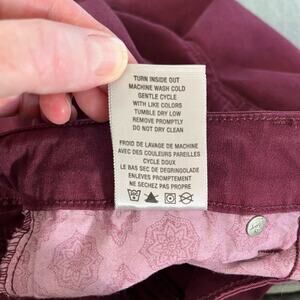 TURN INSIDE OUT
MACHINE WASH COLD
GENTLE CYCLE
WITH LIKE COLORS
TUMBLE DRY LOW
REMOVE PROMPTLY
DO NOT DRY CLEAN
FROID DE LAVAGE DE MACHINE
AVEC DES COULEURS PAREILLES
CYCLE DOUX
LE BAS SEC DE DEGRINGOLADE
ENLEVES PROMPTEMENT
NE SECHEZ PAS PROPRE